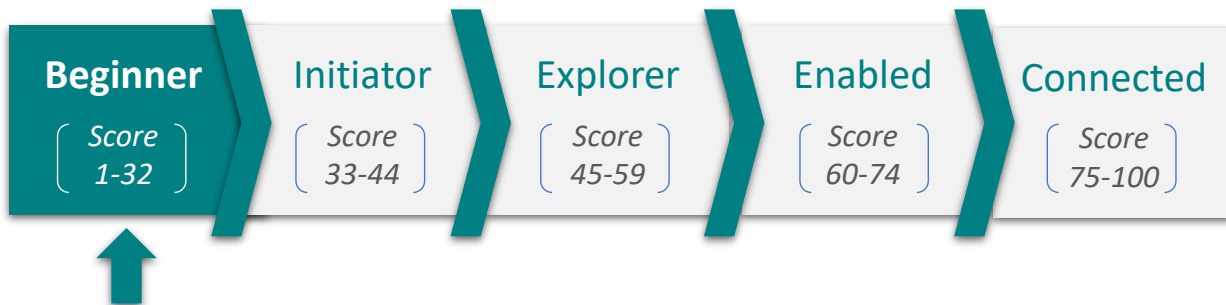 Beginner
Score
1-32
Initiator
Score
33-44
Explorer
Score
45-59
Enabled
Score
60-74
Connected
Score
75-100